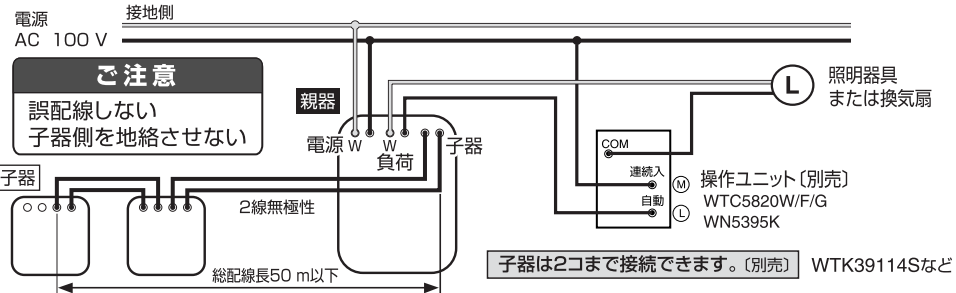 電源
AC 100 V
接地側
ご注意
誤配線しない
子器側を地絡させない
親器
電源 W W 子器
負荷
L
照明器具
または換気扇
COM
連続入
M
自動
L
操作ユニット〔別売〕
WTC5820W/F/G
WN5395K
子器
2線無極性
総配線長50 m以下
子器は2コまで接続できます。〔別売〕 WTK39114Sなど